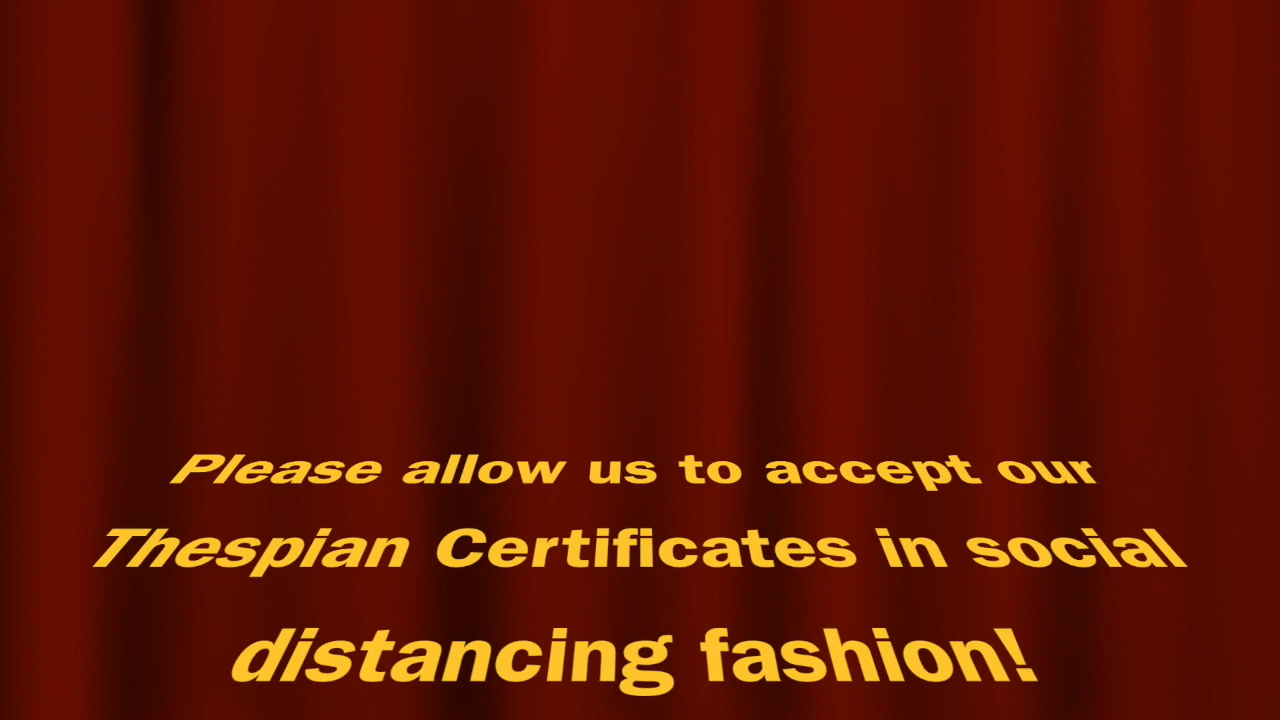 Please allow us to accept our
Thespian Certificates in social
distancing fashion!